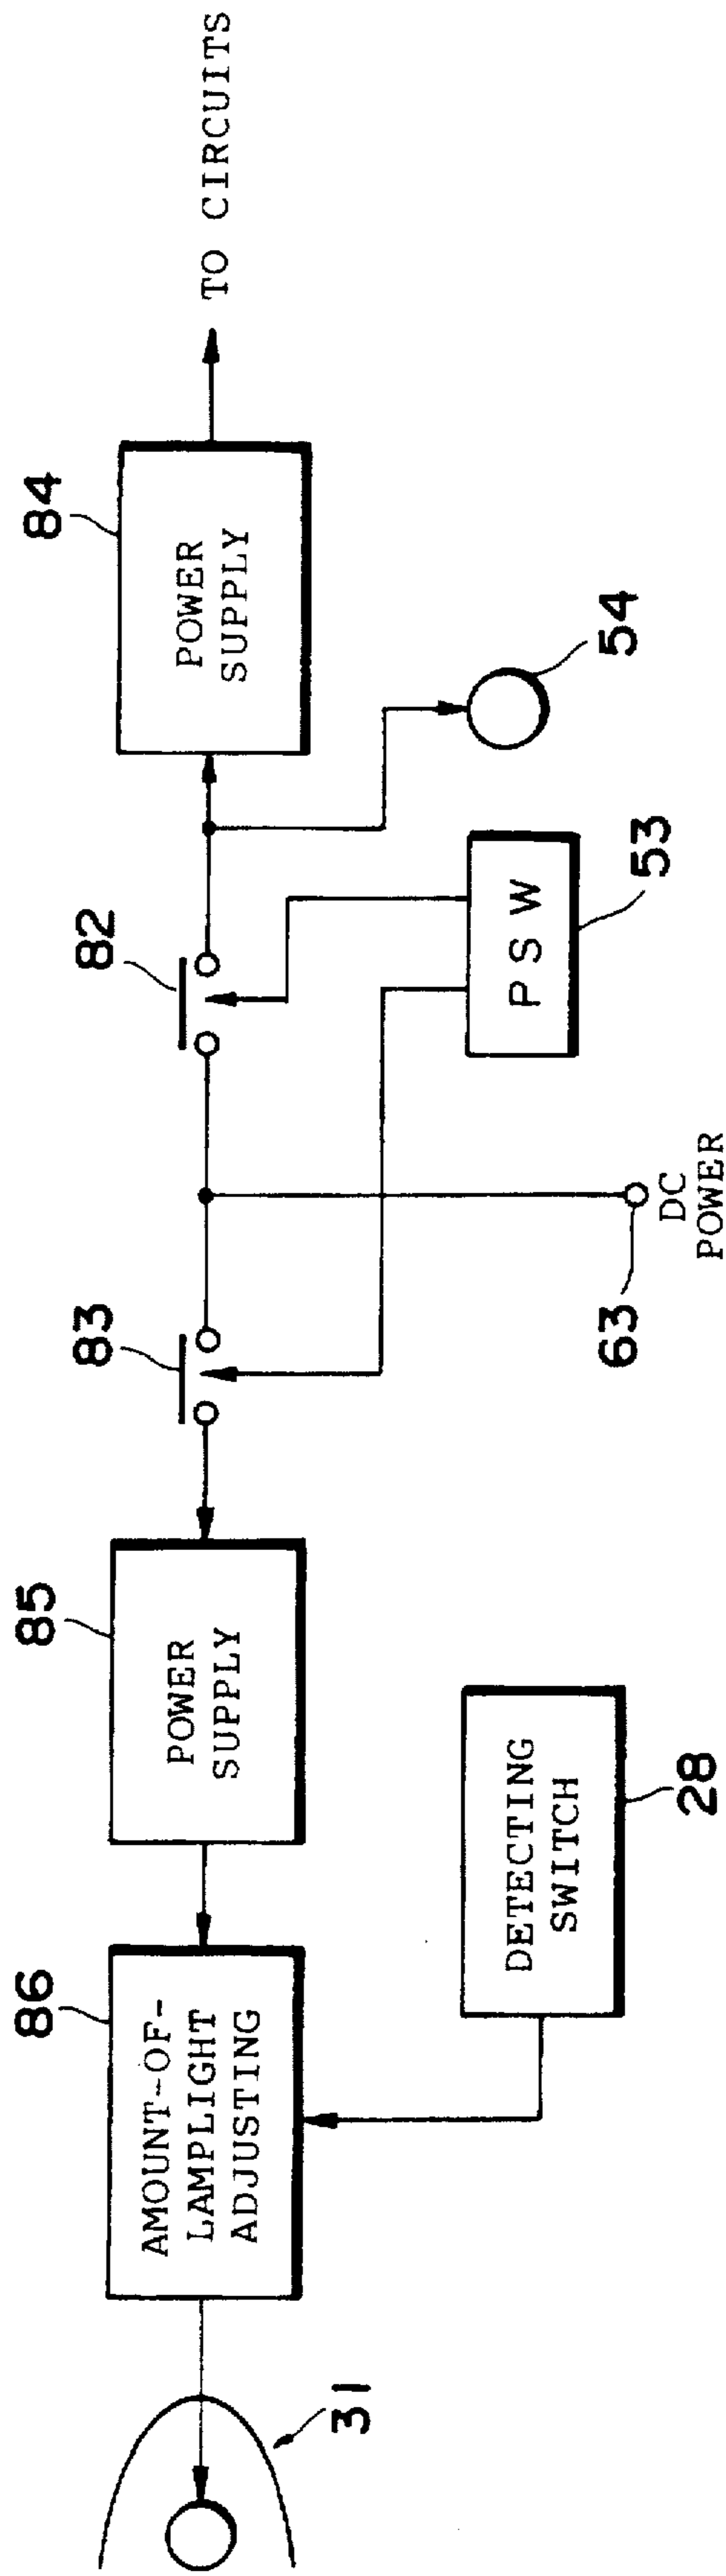 31
86
AMOUNT-OF-
LAMPLIGHT
ADJUSTING
85
POWER
SUPPLY
83
82
84
POWER
SUPPLY
TO CIRCUITS
28
DETECTING
SWITCH
63
DC
POWER
PSW
53
54